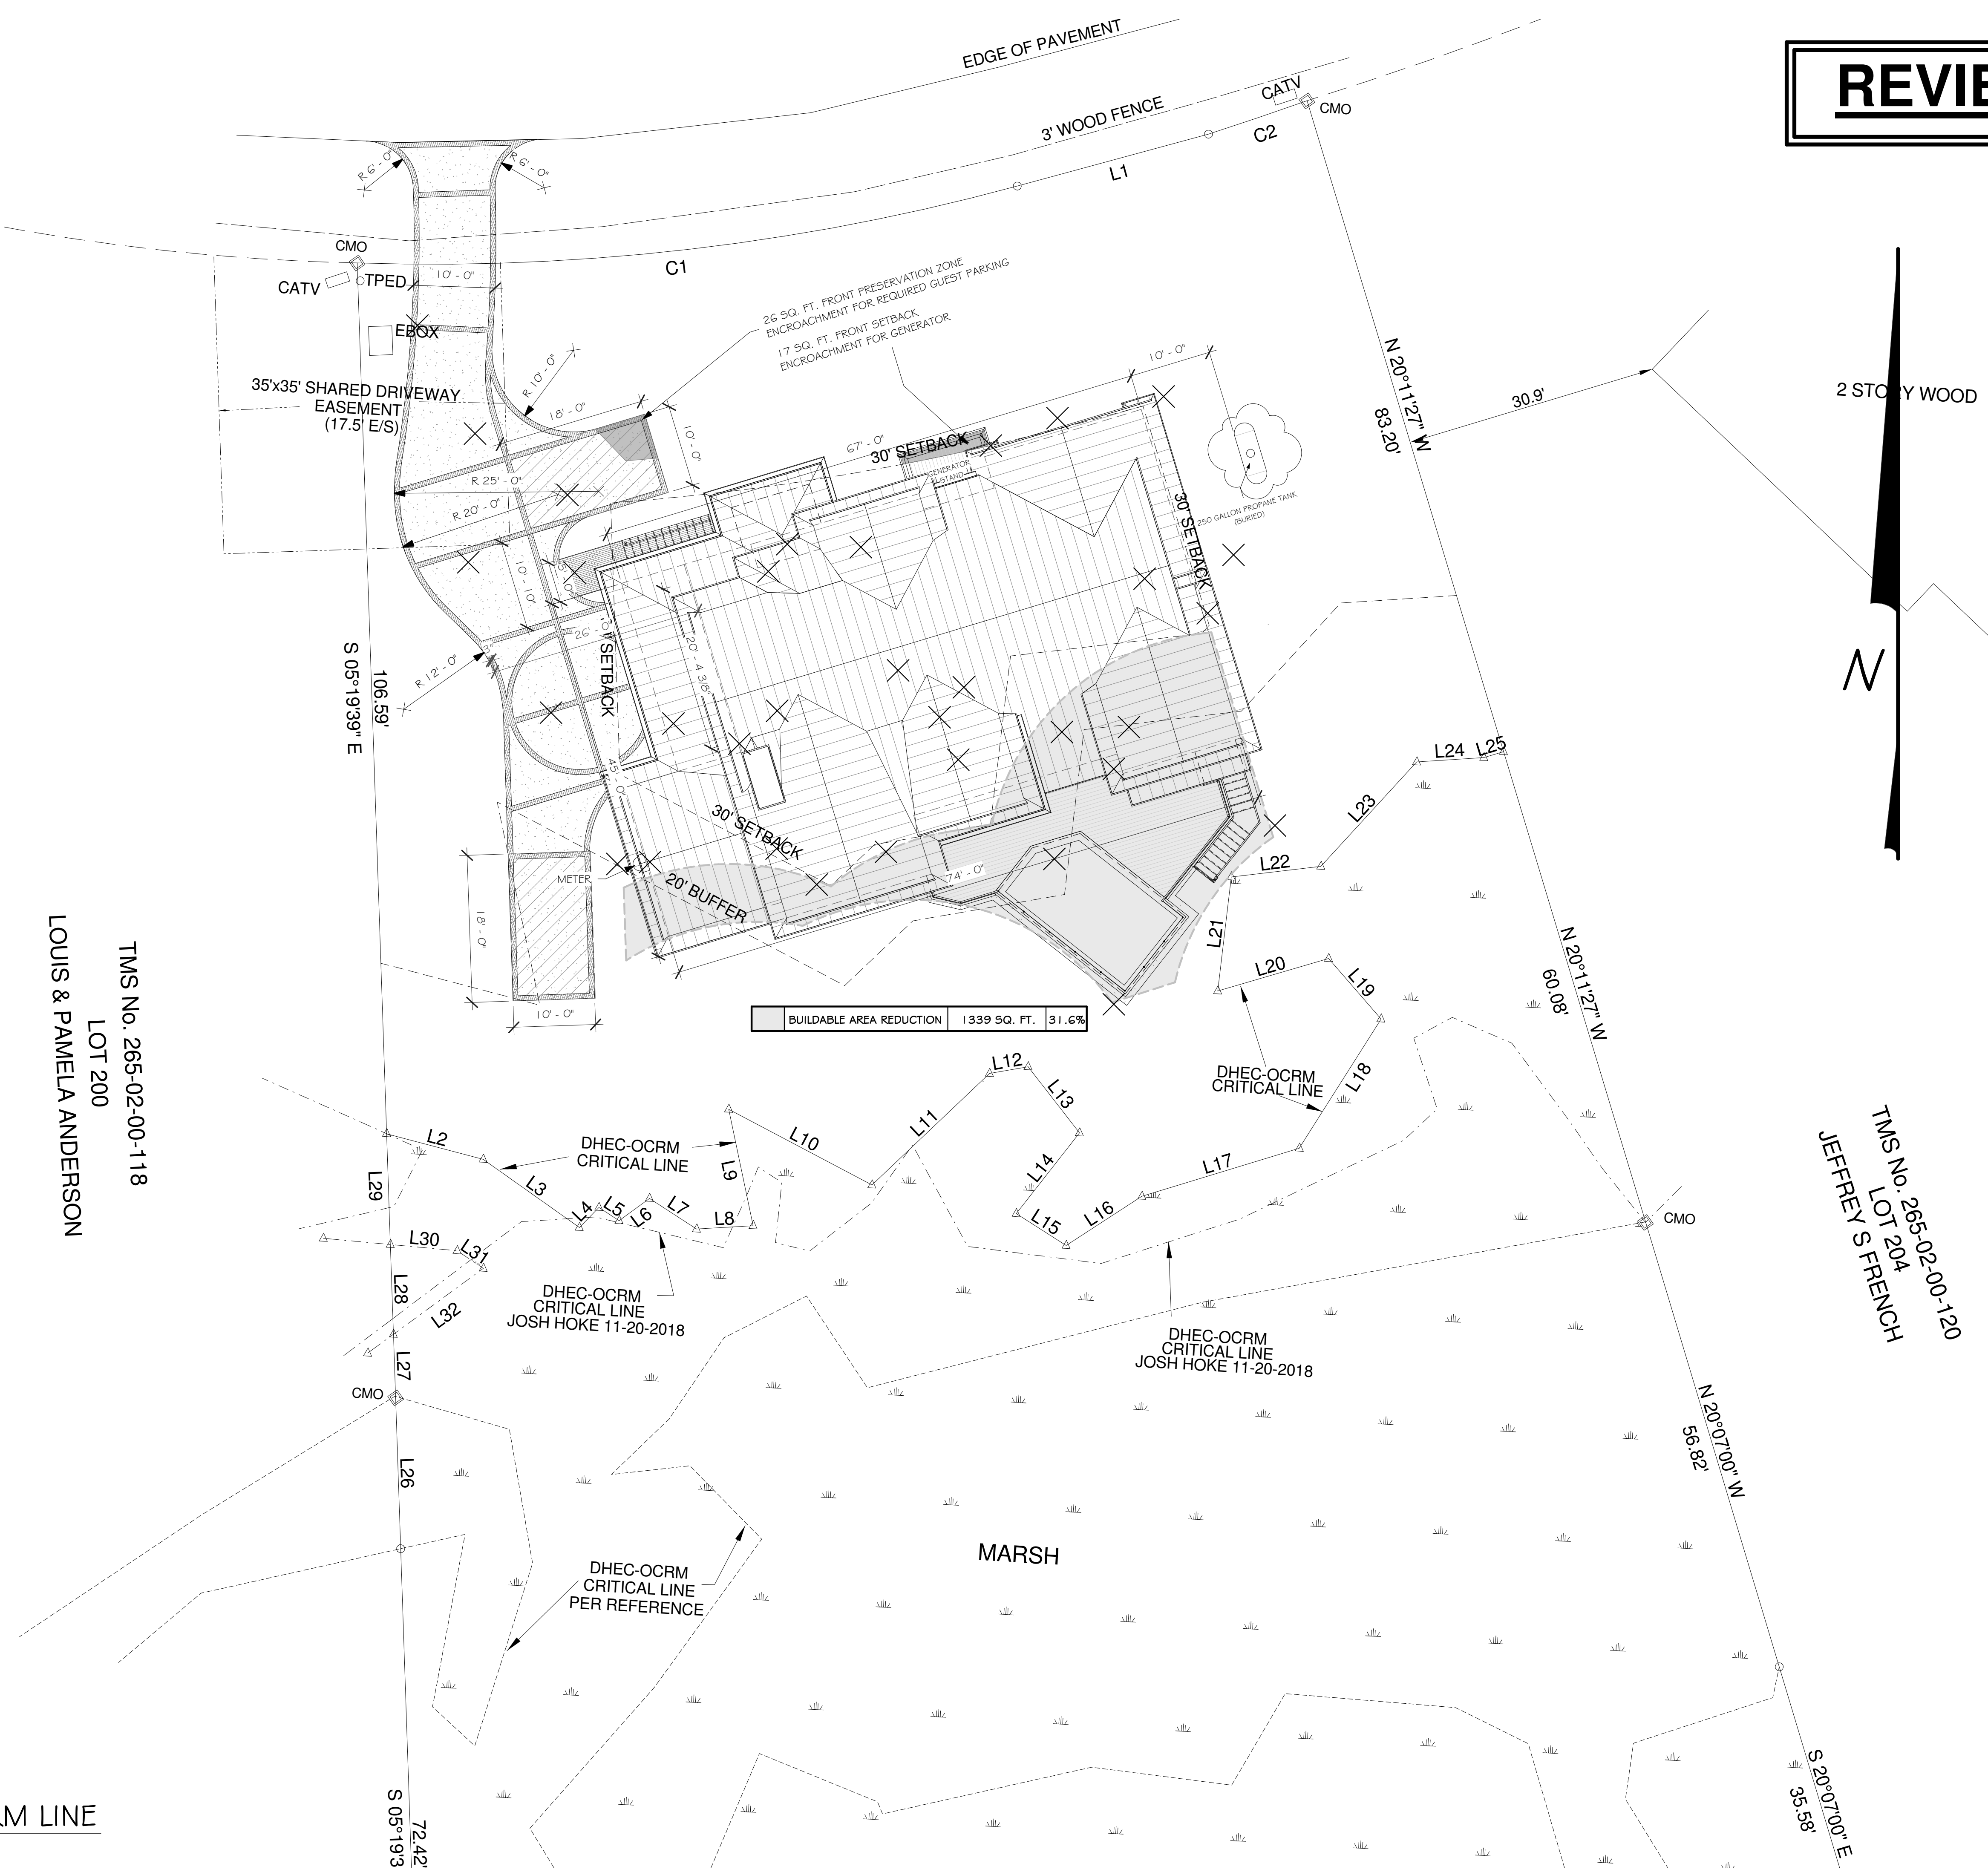 EDGE OF PAVEMENT
3' WOOD FENCE
CATV
CMO
C2
L1
C1
R 6' - 0"
R 6' - 0"
CMO
CATV
TPED
10' - 0"
EBOX
35'x35' SHARED DRIVEWAY
EASEMENT
(17.5' E/S)
R 10' - 0"
18' - 0"
10' - 0"
26 SQ. FT. FRONT PRESERVATION ZONE
ENCROACHMENT FOR REQUIRED GUEST PARKING
17 SQ. FT. FRONT SETBACK
ENCROACHMENT FOR GENERATOR
10' - 0"
67' - 0"
30' SETBACK
GENERATOR
STAND
30' SETBACK
250 GALLON PROPANE TANK
(BURIED)
N 20°11'27" W
83.20'
30.9'
2 STORY WOOD
N
R 25' - 0"
R 20' - 0"
10' - 10"
26' - 0"
SETBACK
20' - 4 3/8"
R 12' - 0"
S 05°19'39" E
106.59'
45' - 0"
30' SETBACK
20' BUFFER
METER
74' - 0"
18' - 0"
10' - 0"
BUILDABLE AREA REDUCTION 1339 SQ. FT. 31.6%
L24
L25
L23
L22
L21
L20
L19
L18
N 20°11'27" W
60.08'
DHEC-OCRM
CRITICAL LINE
L17
L16
L15
L14
L13
L12
L11
L10
L9
L8
L7
L6
L5
L4
L3
L2
DHEC-OCRM
CRITICAL LINE
L29
L30
L31
L28
L32
L27
CMO
L26
DHEC-OCRM
CRITICAL LINE
JOSH HOKE 11-20-2018
DHEC-OCRM
CRITICAL LINE
JOSH HOKE 11-20-2018
CMO
TMS No. 265-02-00-118
LOT 200
LOUIS & PAMELA ANDERSON
TMS No. 265-02-00-120
LOT 204
JEFFREY S FRENCH
N 20°07'00" W
56.82'
MARSH
DHEC-OCRM
CRITICAL LINE
PER REFERENCE
S 20°07'00" E
35.58'
S 05°19'3
72.42'
RM LINE